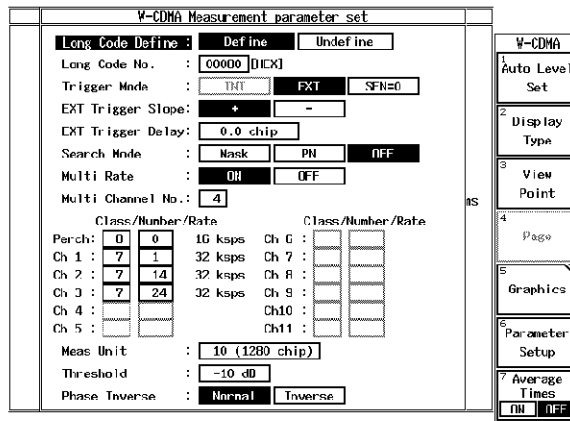 W-CDMA Measurement parameter set
Long Code Define : Define Undefine
Long Code No. : 00000 [HEX]
Trigger Mode : INT EXT SFN=0
EXT Trigger Slope: + -
EXT Trigger Delay: 0.0 chip
Search Mode : Mask PN OFF
Multi Rate : ON OFF
Multi Channel No.: 4
ms
Class/Number/Rate Class/Number/Rate
Perch: 0 0 16 ksps Ch 6 :
Ch 1 : 7 1 32 ksps Ch 7 :
Ch 2 : 7 14 32 ksps Ch 8 :
Ch 3 : 7 24 32 ksps Ch 9 :
Ch 4 : Ch10 :
Ch 5 : Ch11 :
Meas Unit : 10 (1280 chip)
Threshold : -10 dB
Phase Inverse : Normal Inverse
W-CDMA
1
Auto Level
Set
2
Display
Type
3
View
Point
4
Page
5
Graphics
6
Parameter
Setup
7
Average
Times
ON OFF